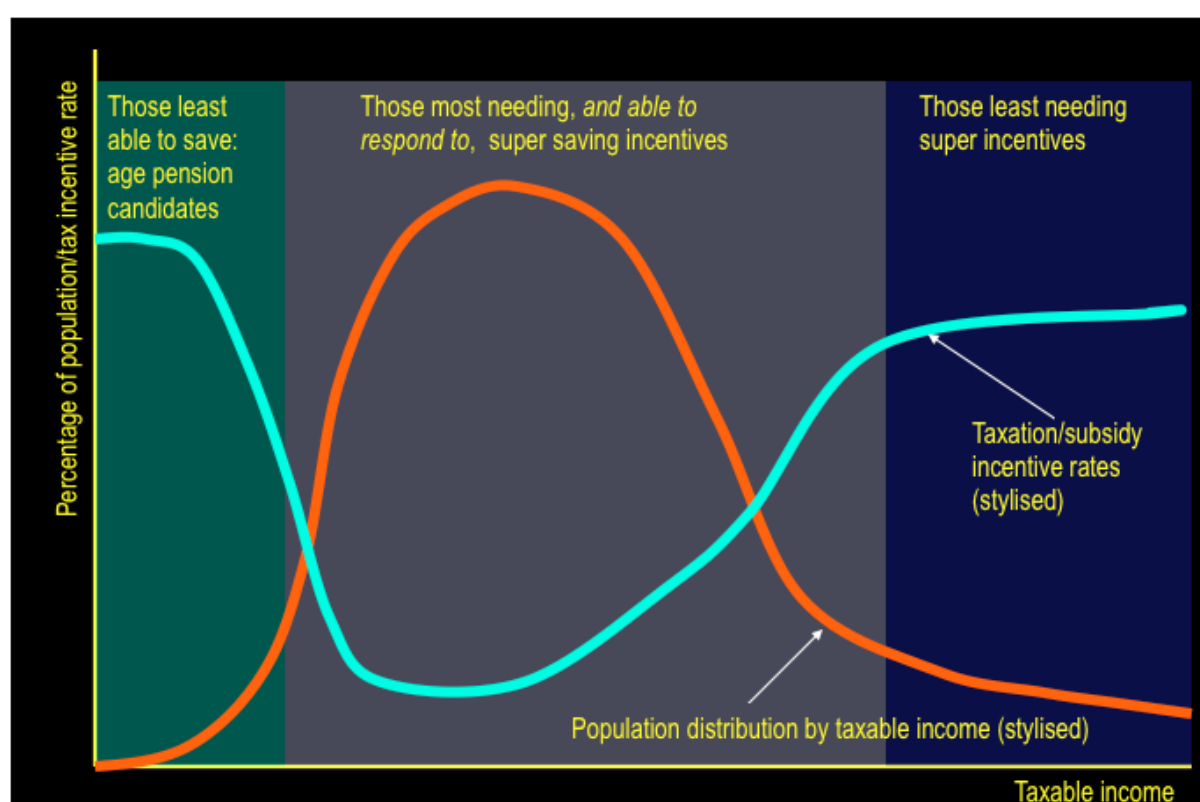 Percentage of population/tax incentive rate
Those least
able to save:
age pension
candidates
Those most needing, and able to
respond to,  super saving incentives
Those least needing
super incentives
Taxation/subsidy
incentive rates
(stylised)
Population distribution by taxable income (stylised)
Taxable income